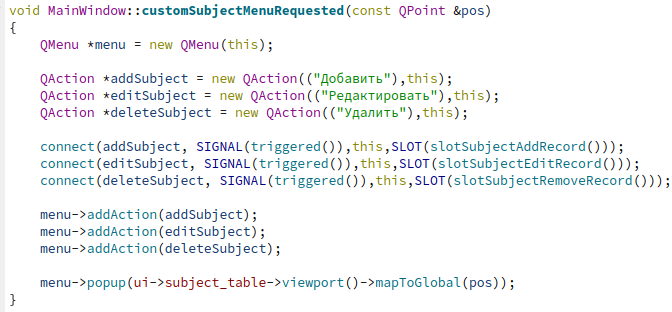 void MainWindow::customSubjectMenuRequested(const QPoint &pos)
{
    QMenu *menu = new QMenu(this);

    QAction *addSubject = new QAction(("Добавить"),this);
    QAction *editSubject = new QAction(("Редактировать"),this);
    QAction *deleteSubject = new QAction(("Удалить"),this);

    connect(addSubject, SIGNAL(triggered()),this,SLOT(slotSubjectAddRecord()));
    connect(editSubject, SIGNAL(triggered()),this,SLOT(slotSubjectEditRecord()));
    connect(deleteSubject, SIGNAL(triggered()),this,SLOT(slotSubjectRemoveRecord()));

    menu->addAction(addSubject);
    menu->addAction(editSubject);
    menu->addAction(deleteSubject);

    menu->popup(ui->subject_table->viewport()->mapToGlobal(pos));
}